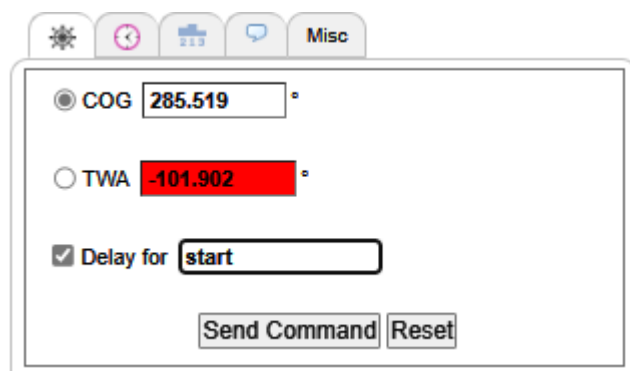 Misc
COG 285.519 °
TWA -101.902 °
Delay for start
Send Command Reset